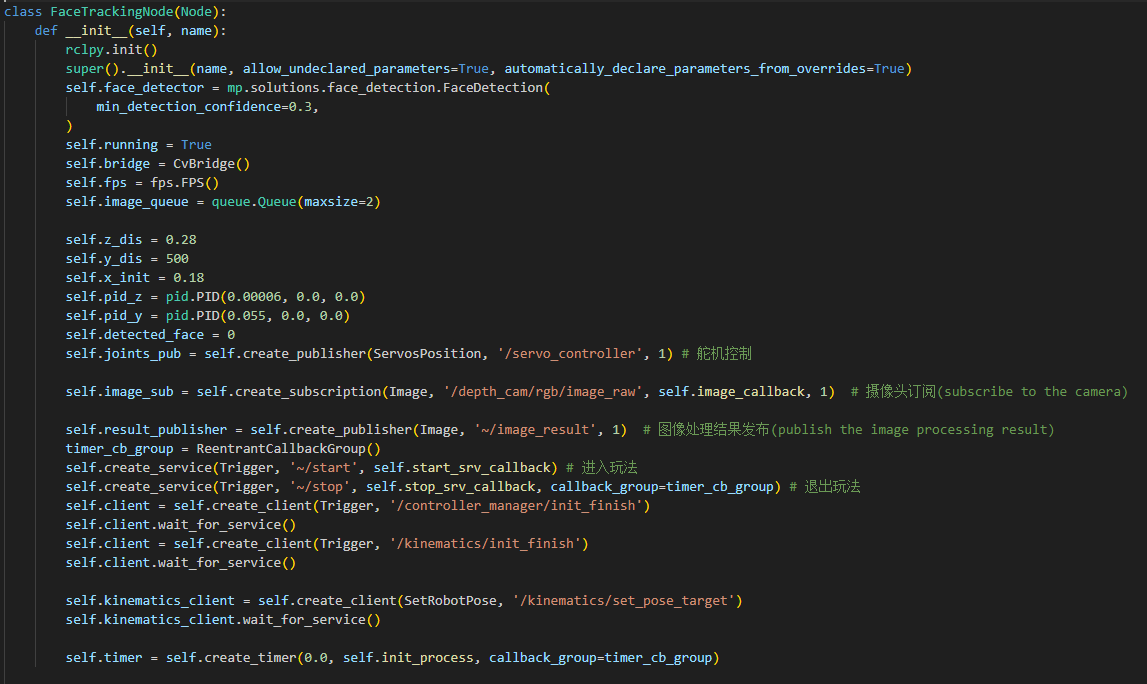 class FaceTrackingNode(Node):
    def __init__(self, name):
        rclpy.init()
        super().__init__(name, allow_undeclared_parameters=True, automatically_declare_parameters_from_overrides=True)
        self.face_detector = mp.solutions.face_detection.FaceDetection(
            min_detection_confidence=0.3,
        )
        self.running = True
        self.bridge = CvBridge()
        self.fps = fps.FPS()
        self.image_queue = queue.Queue(maxsize=2)

        self.z_dis = 0.28
        self.y_dis = 500
        self.x_init = 0.18
        self.pid_z = pid.PID(0.00006, 0.0, 0.0)
        self.pid_y = pid.PID(0.055, 0.0, 0.0)
        self.detected_face = 0
        self.joints_pub = self.create_publisher(ServosPosition, '/servo_controller', 1) # 舵机控制

        self.image_sub = self.create_subscription(Image, '/depth_cam/rgb/image_raw', self.image_callback, 1)  # 摄像头订阅(subscribe to the camera)

        self.result_publisher = self.create_publisher(Image, '~/image_result', 1)  # 图像处理结果发布(publish the image processing result)
        timer_cb_group = ReentrantCallbackGroup()
        self.create_service(Trigger, '~/start', self.start_srv_callback) # 进入玩法
        self.create_service(Trigger, '~/stop', self.stop_srv_callback, callback_group=timer_cb_group) # 退出玩法
        self.client = self.create_client(Trigger, '/controller_manager/init_finish')
        self.client.wait_for_service()
        self.client = self.create_client(Trigger, '/kinematics/init_finish')
        self.client.wait_for_service()

        self.kinematics_client = self.create_client(SetRobotPose, '/kinematics/set_pose_target')
        self.kinematics_client.wait_for_service()

        self.timer = self.create_timer(0.0, self.init_process, callback_group=timer_cb_group)